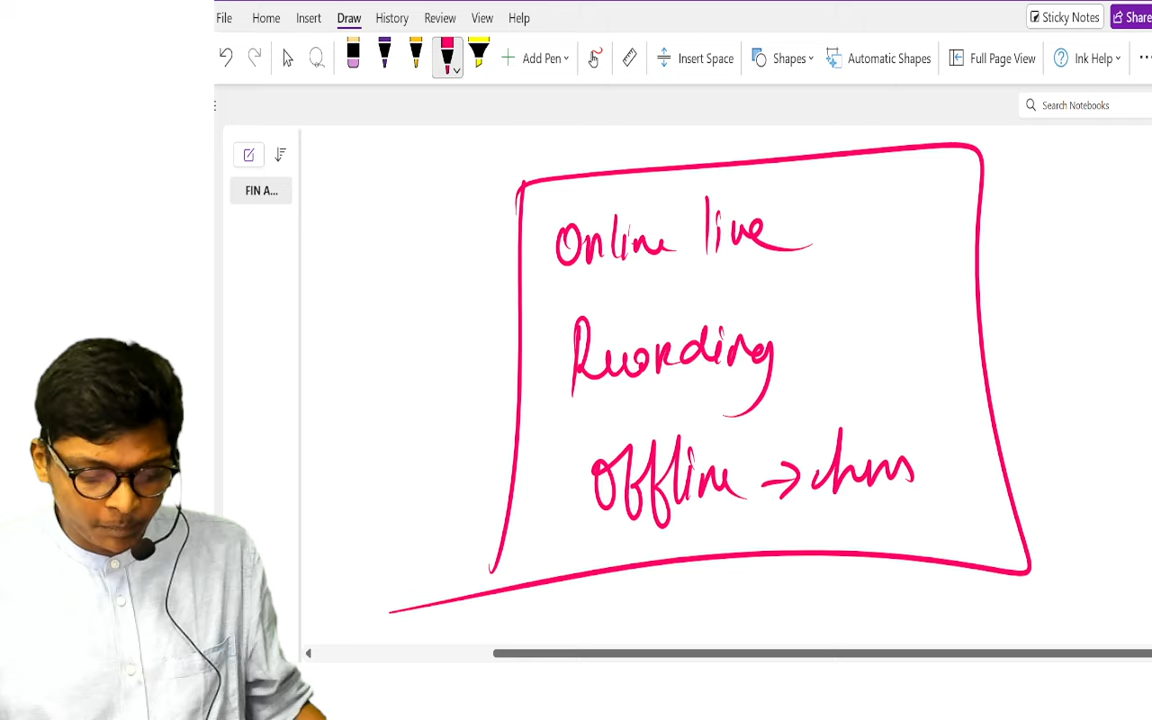 File Home Insert Draw History Review View Help Sticky Notes Share
Add Pen Insert Space Shapes Automatic Shapes Full Page View Ink Help
Search Notebooks
FIN A...
Online live
Recording
Offline →